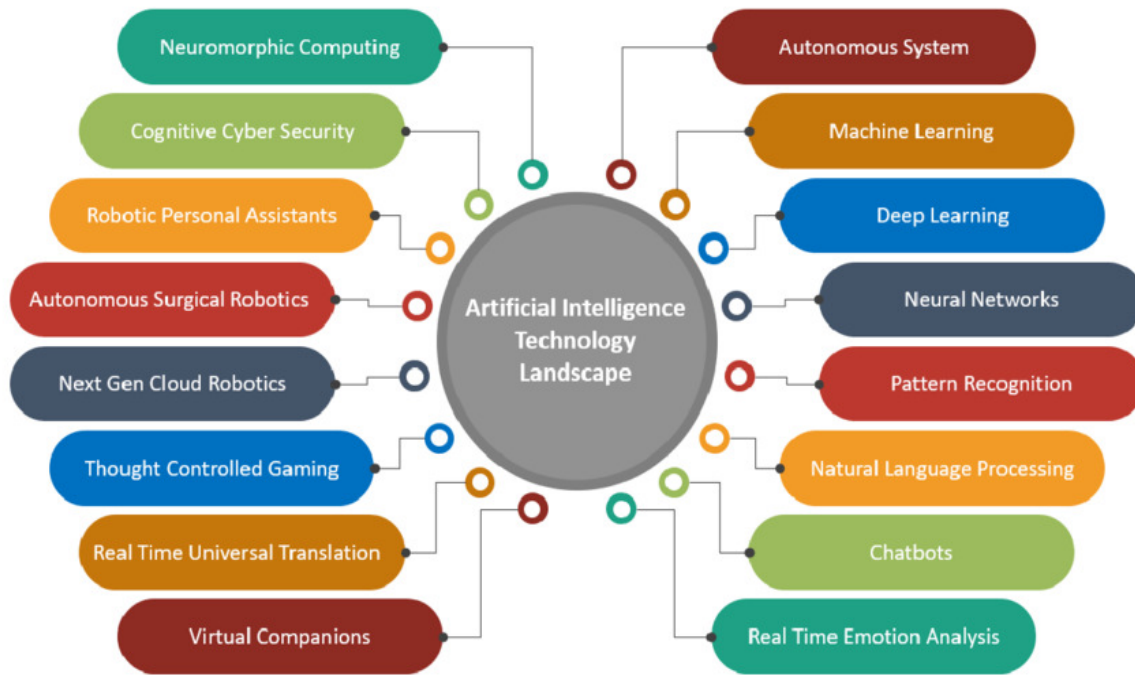 Neuromorphic Computing
Cognitive Cyber Security
Robotic Personal Assistants
Autonomous Surgical Robotics
Next Gen Cloud Robotics
Thought Controlled Gaming
Real Time Universal Translation
Virtual Companions
Artificial Intelligence
Technology
Landscape
Autonomous System
Machine Learning
Deep Learning
Neural Networks
Pattern Recognition
Natural Language Processing
Chatbots
Real Time Emotion Analysis